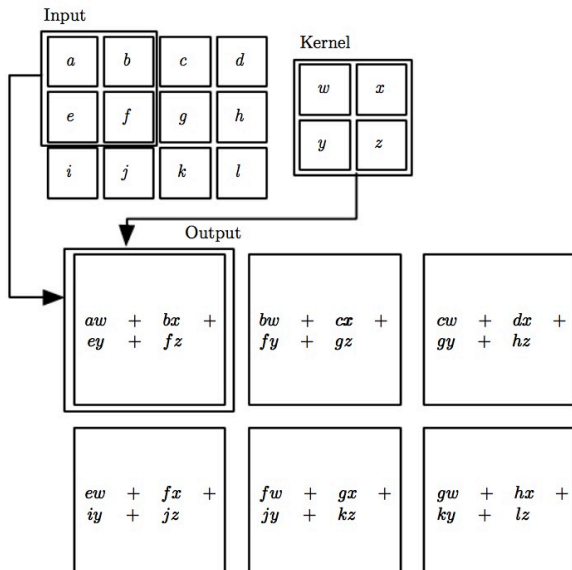 Input
a b c d
Kernel
e f g h
w x
i j k l
y z
Output
aw + bx +
ey + fz
bw + cx +
fy + gz
cw + dx +
gy + hz
ew + fx +
iy + jz
fw + gx +
jy + kz
gw + hx +
ky + lz